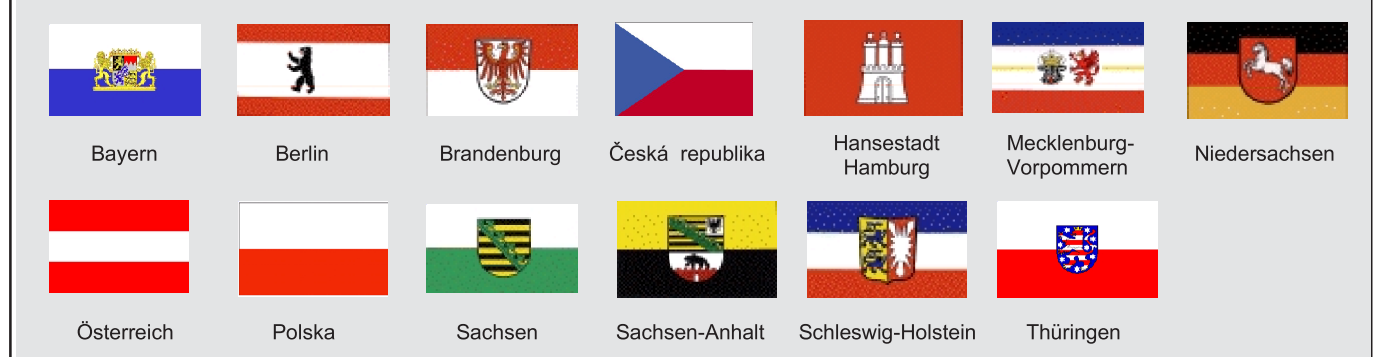 Bayern
Berlin
Brandenburg
Česká republika
Hansestadt
Hamburg
Mecklenburg-
Vorpommern
Niedersachsen
Österreich
Polska
Sachsen
Sachsen-Anhalt
Schleswig-Holstein
Thüringen